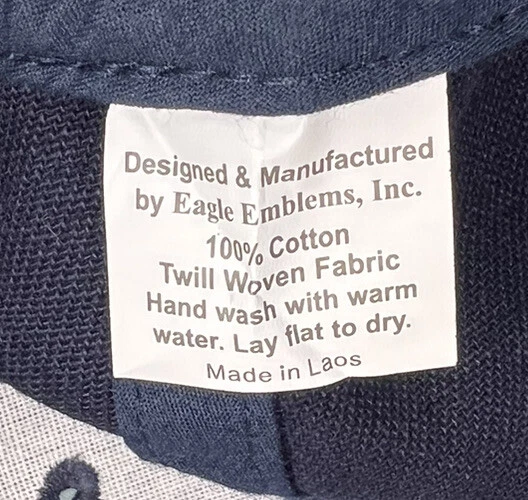 Designed & Manufactured
by Eagle Emblems, Inc.
100% Cotton
Twill Woven Fabric
Hand wash with warm
water. Lay flat to dry.
Made in Laos